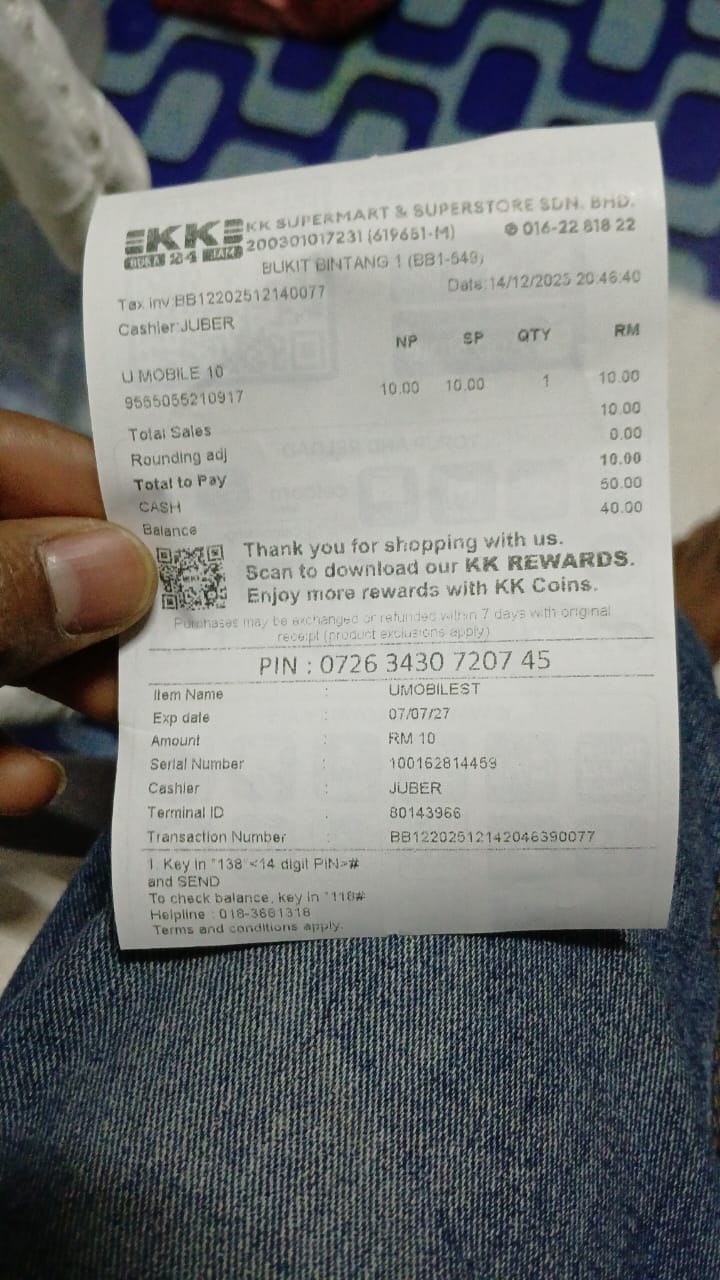 KK
BUKA 24 JAM
KK SUPERMART & SUPERSTORE SDN. BHD.
200301017231 (619651-M) 016-22 818 22
BUKIT BINTANG 1 (BB1-549)
Tax inv:BB12202512140077 Date:14/12/2025 20:46:40
Cashier:JUBER
NP SP QTY RM
U MOBILE 10
9555055210917 10.00 10.00 1 10.00
Total Sales 10.00
Rounding adj 0.00
Total to Pay 10.00
CASH 50.00
Balance 40.00
Thank you for shopping with us.
Scan to download our KK REWARDS.
Enjoy more rewards with KK Coins.
Purchases may be exchanged or refunded within 7 days with original
receipt (product exclusions apply)
PIN : 0726 3430 7207 45
Item Name : UMOBILEST
Exp date : 07/07/27
Amount : RM 10
Serial Number : 100162814459
Cashier : JUBER
Terminal ID : 80143966
Transaction Number : BB12202512142046390077
1. Key in *138*<14 digit PIN>#
and SEND
To check balance, key in *118#
Helpline : 018-3881318
Terms and conditions apply.